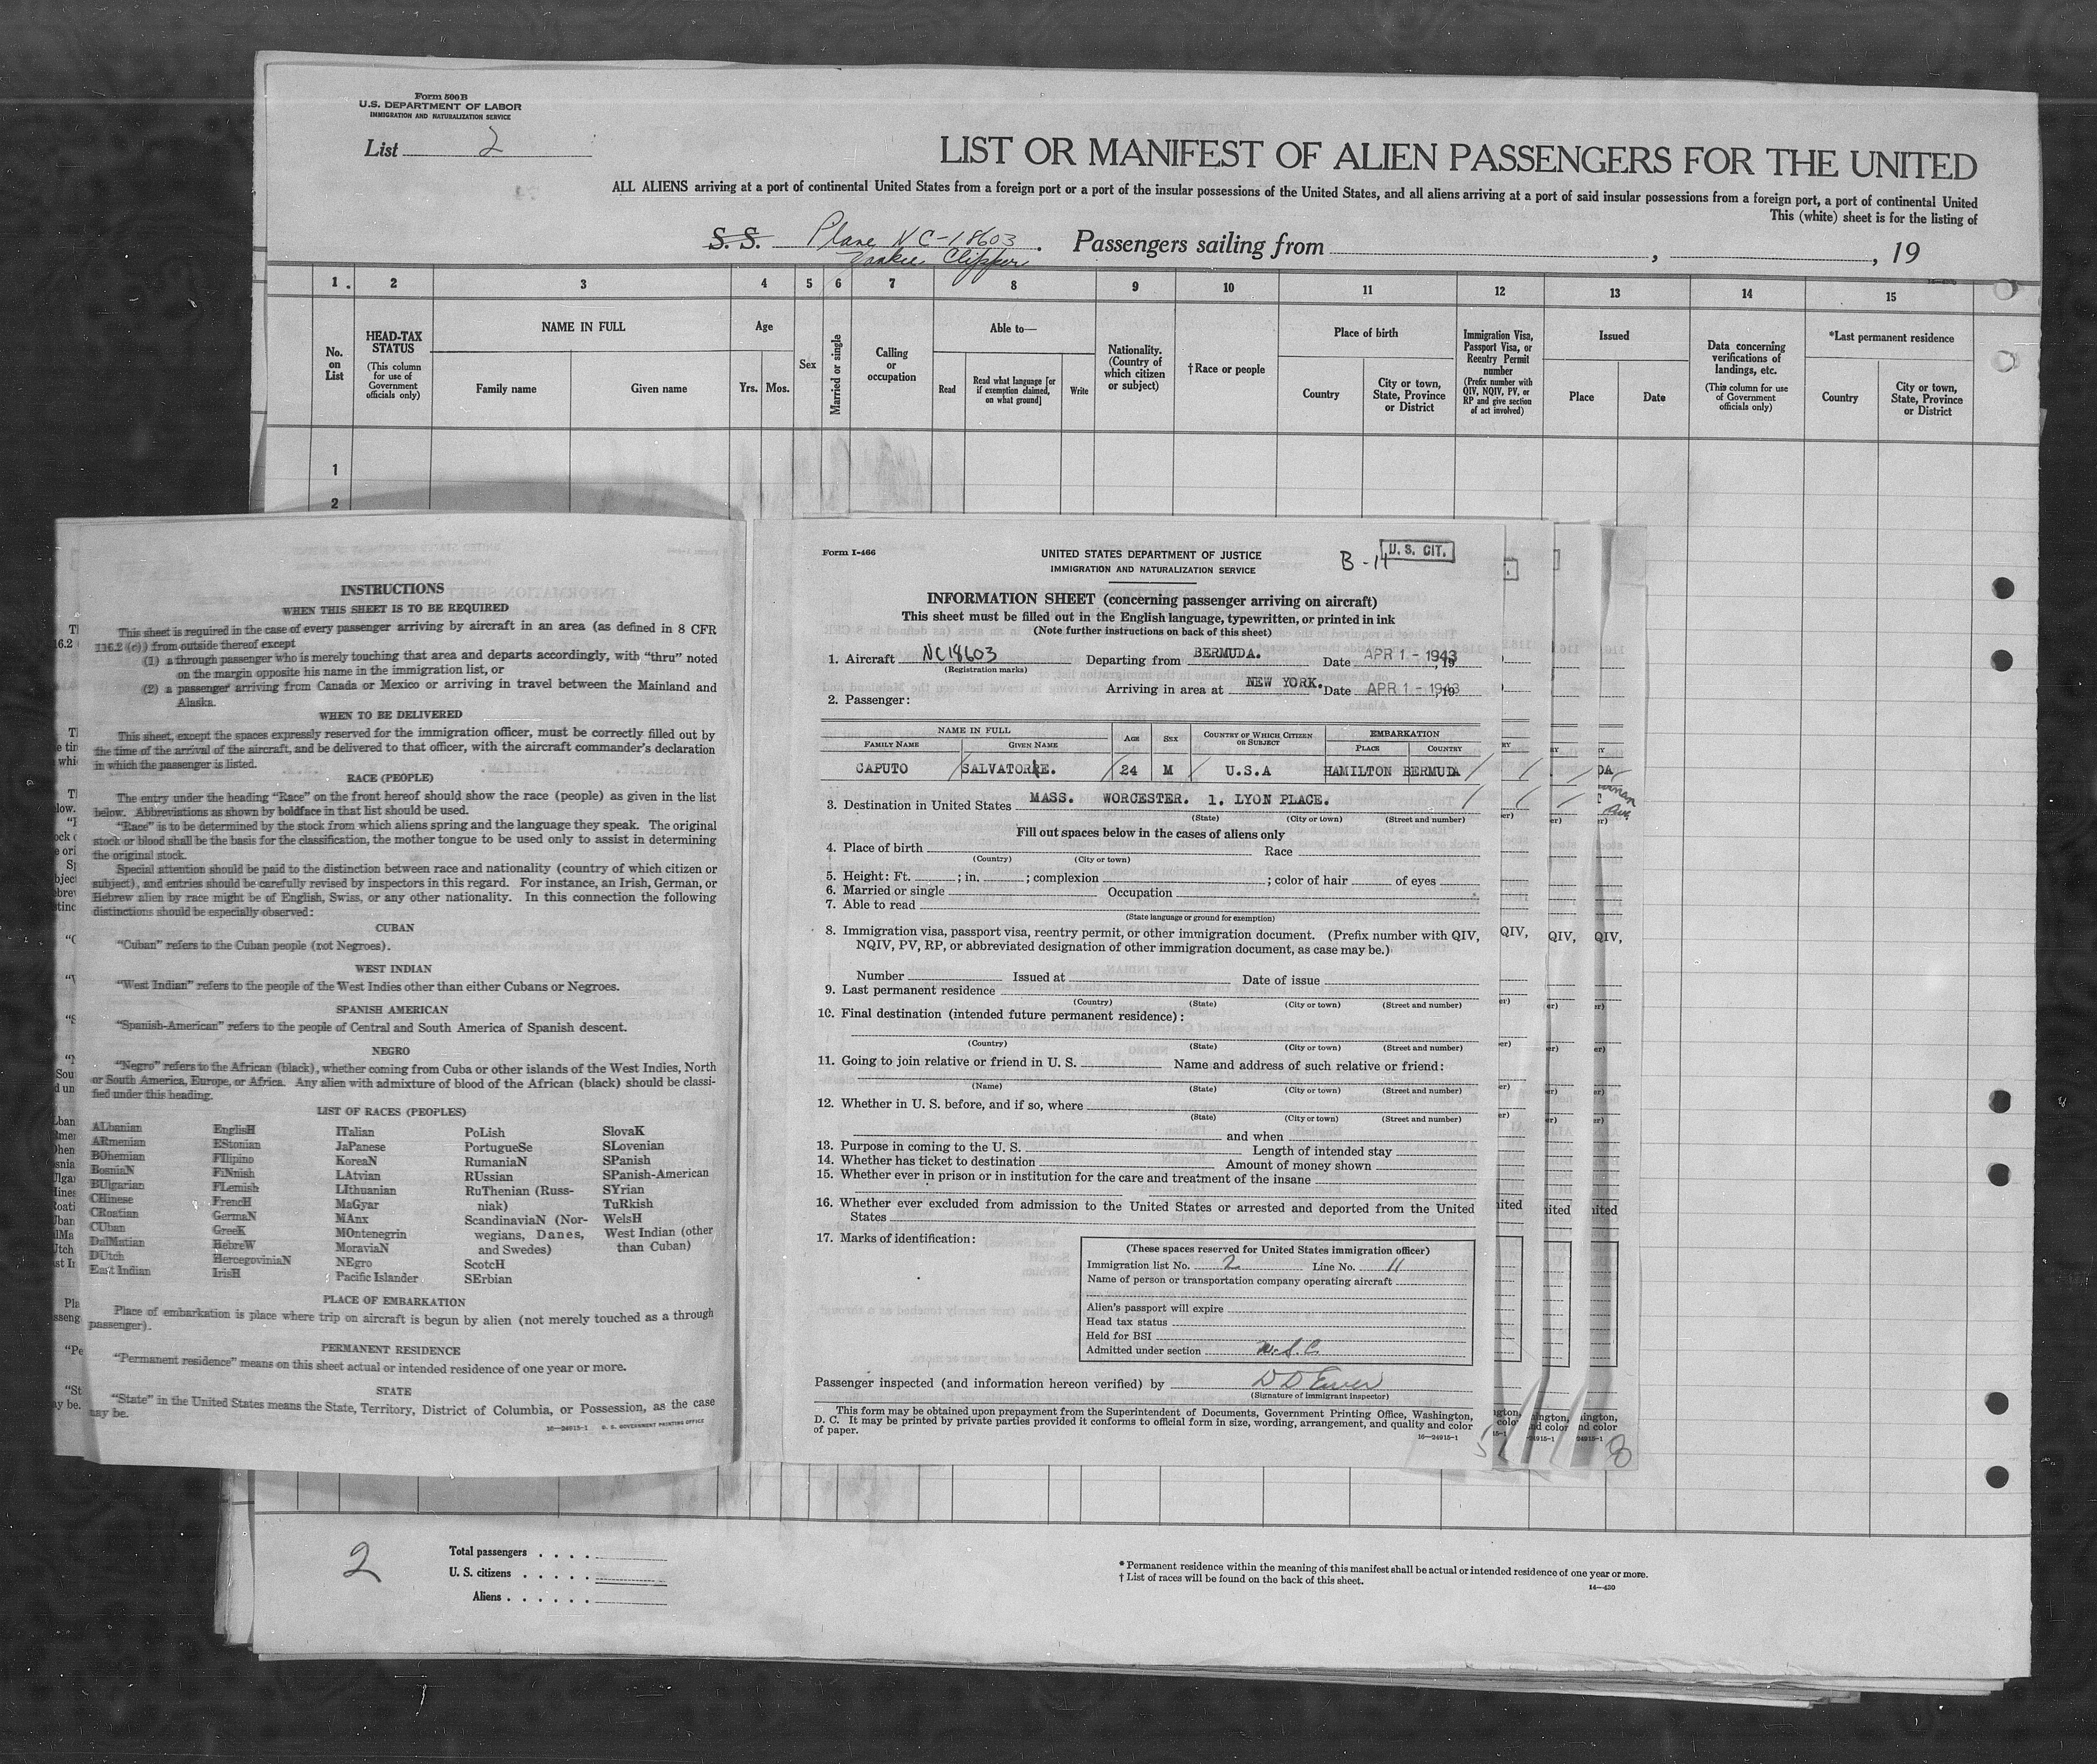 Form 500B
U.S. DEPARTMENT OF LABOR
IMMIGRATION AND NATURALIZATION SERVICE
List 2
LIST OR MANIFEST OF ALIEN PASSENGERS FOR THE UNITED
ALL ALIENS arriving at a port of continental United States from a foreign port or a port of the insular possessions of the United States, and all aliens arriving at a port of said insular possessions from a foreign port, a port of continental United
This (white) sheet is for the listing of
S. S. Plane NC-18603 . Passengers sailing from , , 19
Yankee Clipper
1 2 3 4 5 6 7 8 9 10 11 12 13 14 15
No. on List
HEAD-TAX STATUS
(This column for use of Government officials only)
NAME IN FULL
Family name Given name
Age
Yrs. Mos.
Sex
Married or single
Calling or occupation
Able to—
Read
Read what language [or if exemption claimed, on what ground]
Write
Nationality. (Country of which citizen or subject)
†Race or people
Place of birth
Country
City or town, State, Province or District
Immigration Visa, Passport Visa, or Reentry Permit number
(Prefix number with QIV, NQIV, PV, or RP and give section of act involved)
Issued
Place Date
Data concerning verifications of landings, etc.
(This column for use of Government officials only)
*Last permanent residence
Country
City or town, State, Province or District
1
2
INSTRUCTIONS
WHEN THIS SHEET IS TO BE REQUIRED
This sheet is required in the case of every passenger arriving by aircraft in an area (as defined in 8 CFR
116.2 (c)) from outside thereof except
(1) a through passenger who is merely touching that area and departs accordingly, with "thru" noted
on the margin opposite his name in the immigration list, or
(2) a passenger arriving from Canada or Mexico or arriving in travel between the Mainland and
Alaska.
WHEN TO BE DELIVERED
This sheet, except the spaces expressly reserved for the immigration officer, must be correctly filled out by
the time of the arrival of the aircraft, and be delivered to that officer, with the aircraft commander's declaration
in which the passenger is listed.
RACE (PEOPLE)
The entry under the heading "Race" on the front hereof should show the race (people) as given in the list
below. Abbreviations as shown by boldface in that list should be used.
"Race" is to be determined by the stock from which aliens spring and the language they speak. The original
stock or blood shall be the basis for the classification, the mother tongue to be used only to assist in determining
the original stock.
Special attention should be paid to the distinction between race and nationality (country of which citizen or
subject), and entries should be carefully revised by inspectors in this regard. For instance, an Irish, German, or
Hebrew alien by race might be of English, Swiss, or any other nationality. In this connection the following
distinctions should be especially observed:
CUBAN
"Cuban" refers to the Cuban people (not Negroes).
WEST INDIAN
"West Indian" refers to the people of the West Indies other than either Cubans or Negroes.
SPANISH AMERICAN
"Spanish-American" refers to the people of Central and South America of Spanish descent.
NEGRO
"Negro" refers to the African (black), whether coming from Cuba or other islands of the West Indies, North
or South America, Europe, or Africa. Any alien with admixture of blood of the African (black) should be classi-
fied under this heading.
LIST OF RACES (PEOPLES)
ALbanian EnglisH ITalian PoLish SlovaK
ARmenian EStonian JaPanese PortugueSe SLovenian
BOhemian FIlipino KoreaN RumaniaN SPanish
BosniaN FiNnish LAtvian RUssian SPanish-American
BUlgarian FLemish LIthuanian RuThenian (Russ- SYrian
CHinese FrencH MaGyar niak) TuRkish
CRoatian GermaN MAnx ScandinaviaN (Nor- WelsH
CUban GreeK MOntenegrin wegians, Danes, West Indian (other
DalMatian HebreW MoraviaN and Swedes) than Cuban)
DUtch HercegoviniaN NEgro ScotcH
East Indian IrisH Pacific Islander SErbian
PLACE OF EMBARKATION
Place of embarkation is place where trip on aircraft is begun by alien (not merely touched as a through
passenger).
PERMANENT RESIDENCE
"Permanent residence" means on this sheet actual or intended residence of one year or more.
STATE
"State" in the United States means the State, Territory, District of Columbia, or Possession, as the case
may be.
16—24915-1 U. S. GOVERNMENT PRINTING OFFICE
Form I-466
UNITED STATES DEPARTMENT OF JUSTICE
IMMIGRATION AND NATURALIZATION SERVICE
B-14 U. S. CIT.
INFORMATION SHEET (concerning passenger arriving on aircraft)
This sheet must be filled out in the English language, typewritten, or printed in ink
(Note further instructions on back of this sheet)
1. Aircraft NC18603 Departing from BERMUDA. Date APR 1 - 1943, 19
(Registration marks)
Arriving in area at NEW YORK. Date APR 1 - 1943, 19
2. Passenger:
NAME IN FULL AGE SEX COUNTRY OF WHICH CITIZEN OR SUBJECT EMBARKATION
FAMILY NAME GIVEN NAME PLACE COUNTRY
CAPUTO SALVATORRE. 24 M U.S.A HAMILTON BERMUDA
3. Destination in United States MASS. WORCESTER. 1. LYON PLACE.
(State) (City or town) (Street and number)
Fill out spaces below in the cases of aliens only
4. Place of birth Race
(Country) (City or town)
5. Height: Ft. ; in. ; complexion ; color of hair of eyes
6. Married or single Occupation
7. Able to read
(State language or ground for exemption)
8. Immigration visa, passport visa, reentry permit, or other immigration document. (Prefix number with QIV,
NQIV, PV, RP, or abbreviated designation of other immigration document, as case may be.)
Number Issued at Date of issue
9. Last permanent residence
(Country) (State) (City or town) (Street and number)
10. Final destination (intended future permanent residence):
(Country) (State) (City or town) (Street and number)
11. Going to join relative or friend in U. S. Name and address of such relative or friend:
(Name) (State) (City or town) (Street and number)
12. Whether in U. S. before, and if so, where
(State) (City or town) (Street and number)
and when
13. Purpose in coming to the U. S. Length of intended stay
14. Whether has ticket to destination Amount of money shown
15. Whether ever in prison or in institution for the care and treatment of the insane
16. Whether ever excluded from admission to the United States or arrested and deported from the United
States
17. Marks of identification:
(These spaces reserved for United States immigration officer)
Immigration list No. 2 Line No. 11
Name of person or transportation company operating aircraft
Alien's passport will expire
Head tax status
Held for BSI
Admitted under section U.S.C.
Passenger inspected (and information hereon verified) by
(Signature of immigrant inspector)
This form may be obtained upon prepayment from the Superintendent of Documents, Government Printing Office, Washington,
D. C. It may be printed by private parties provided it conforms to official form in size, wording, arrangement, and quality and color
of paper.
16—24915-1
8
2
Total passengers . . . .
U. S. citizens . . . . .
Aliens . . . . . .
* Permanent residence within the meaning of this manifest shall be actual or intended residence of one year or more.
† List of races will be found on the back of this sheet.
14—430